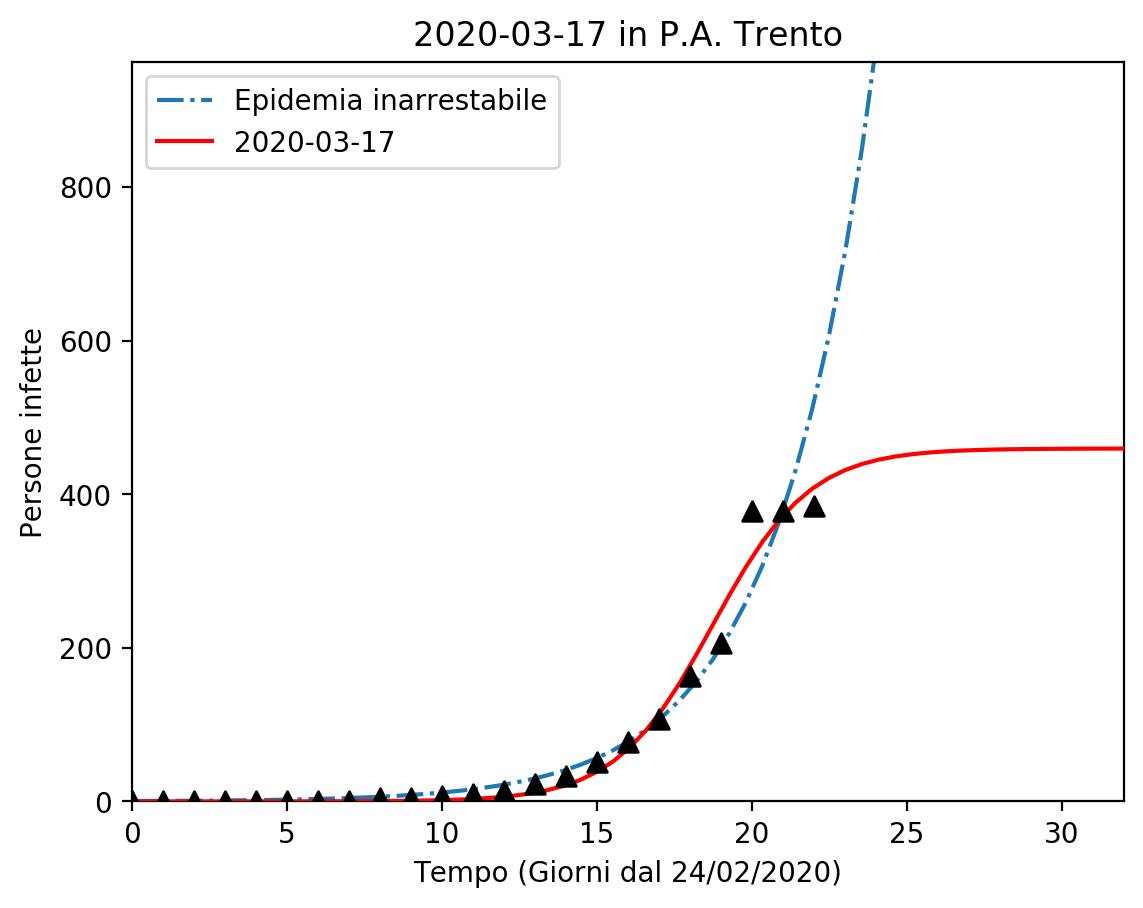 2020-03-17 in P.A. Trento
Epidemia inarrestabile
2020-03-17
Persone infette
800
600
400
200
0
0 5 10 15 20 25 30
Tempo (Giorni dal 24/02/2020)